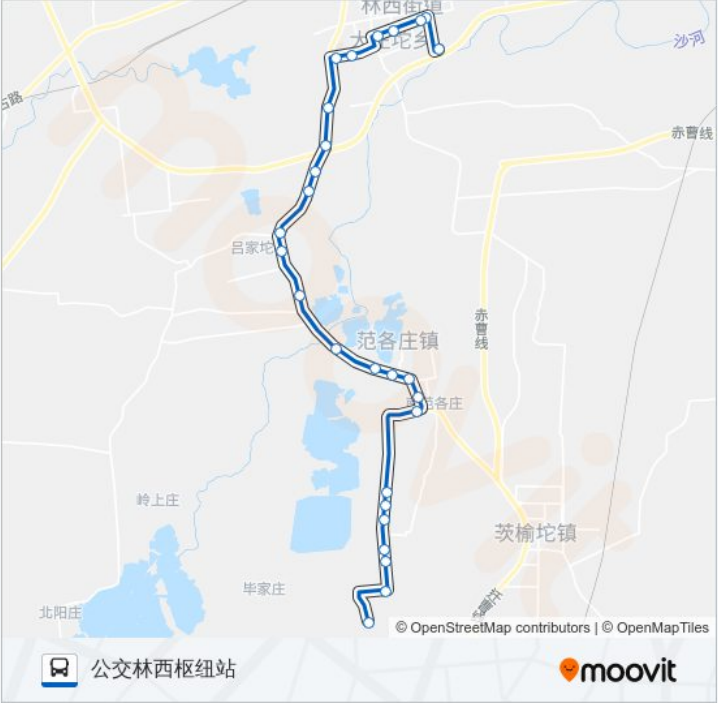 林西街道
沙河
赤曹线
吕家坨
赤曹线
范各庄镇
南范各庄
岭上庄
茨榆坨镇
毕家庄
北阳庄
© OpenStreetMap contributors | © OpenMapTiles
公交林西枢纽站
moovit